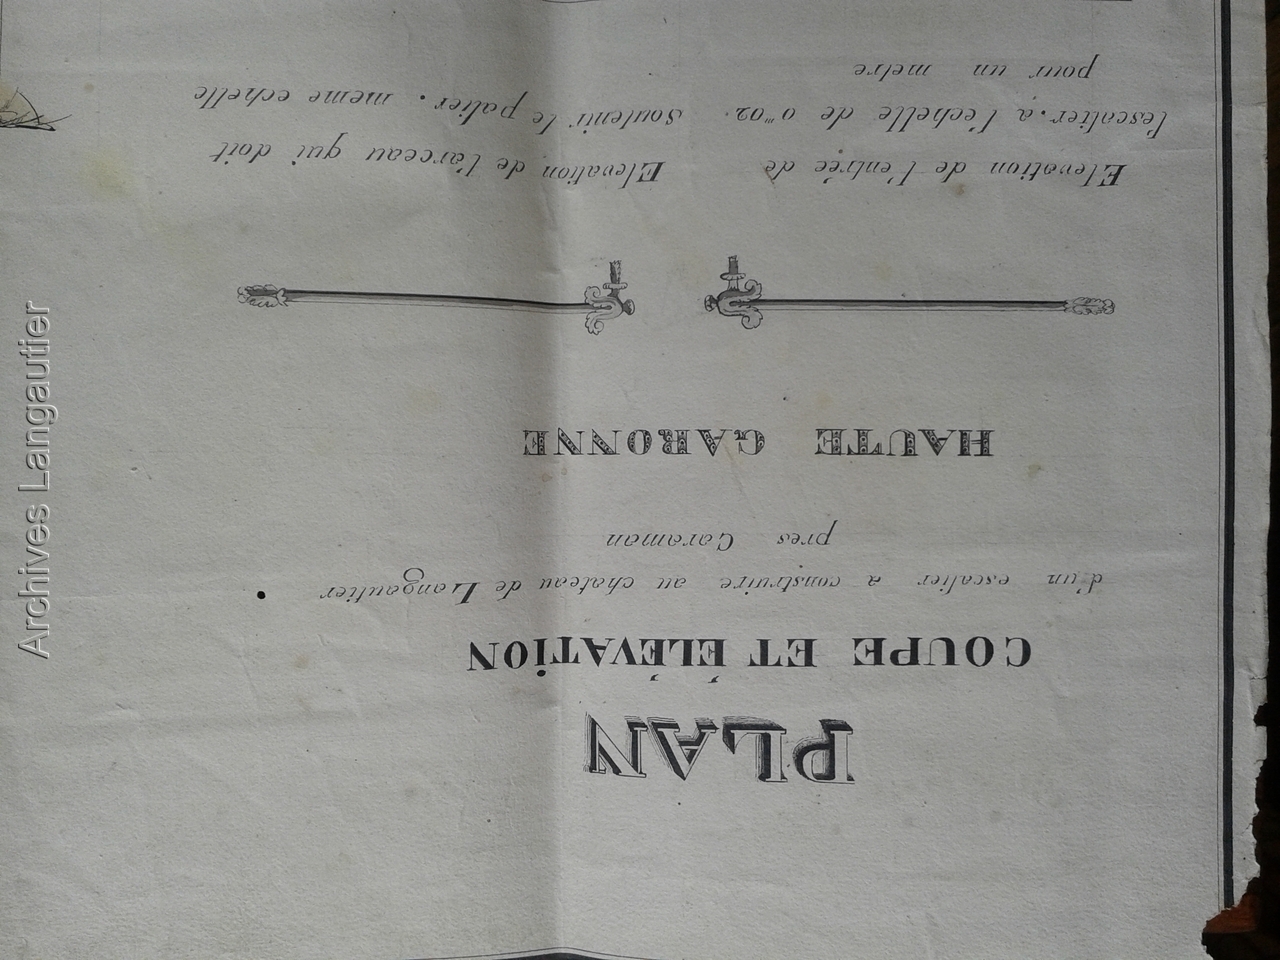 PLAN
COUPE ET ÉLÉVATION
d'un escalier a construire au chateau de Langautier
pres Caraman
HAUTE GARONNE
Elevation de l'entrée de
l'escalier. a l'echelle de 0m02.
pour un metre
Elevation de l'arceau qui doit
soutenir le palier. meme echelle
Archives Langautier